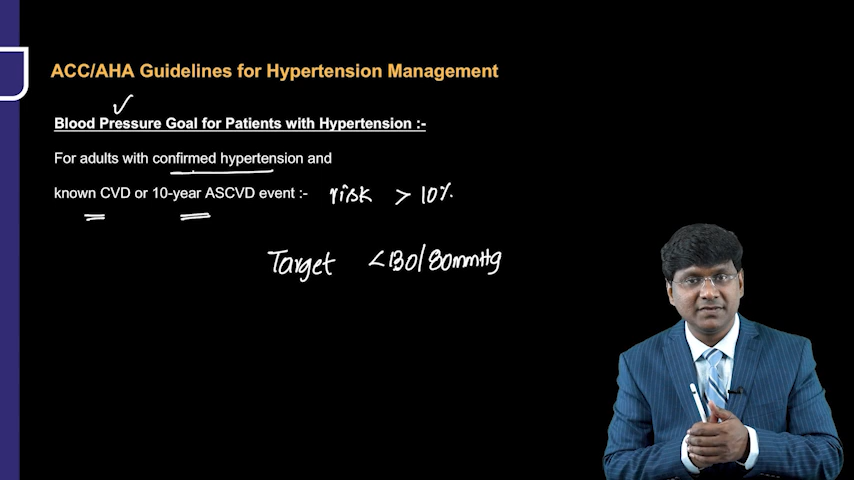 ACC/AHA Guidelines for Hypertension Management
Blood Pressure Goal for Patients with Hypertension :-
For adults with confirmed hypertension and
known CVD or 10-year ASCVD event :- risk > 10%
Target <130/80mmHg